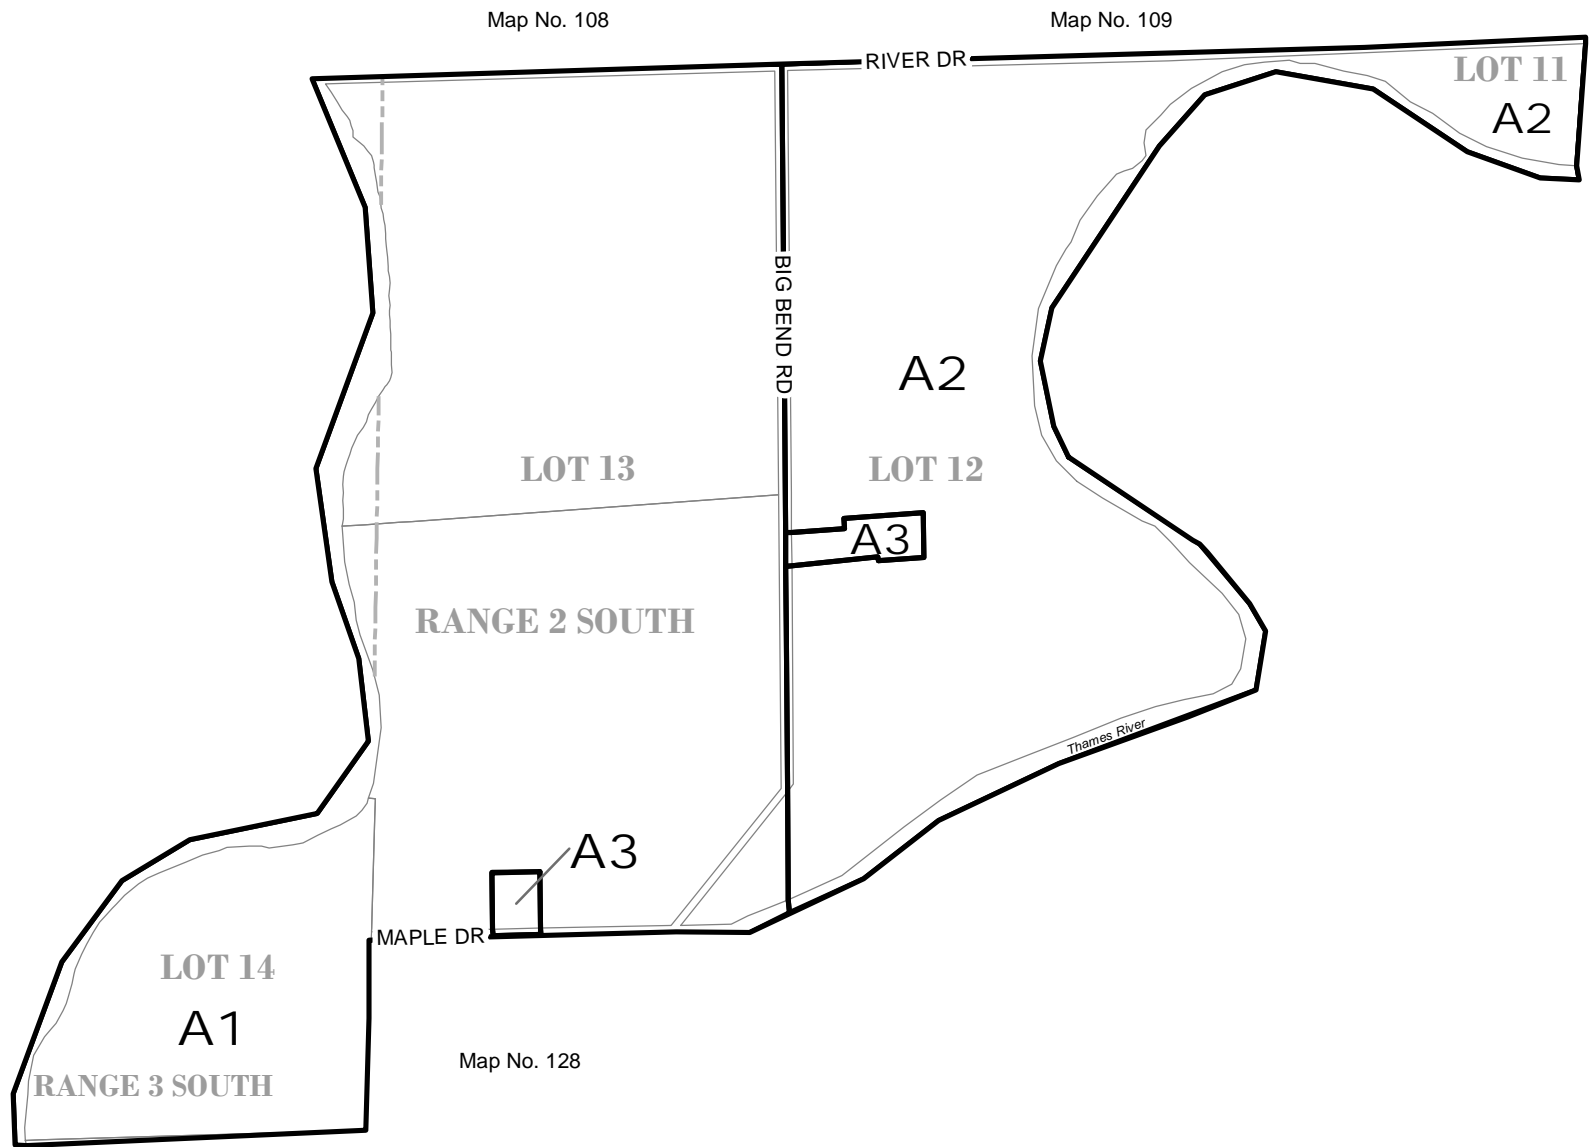 Map No. 108
Map No. 109
RIVER DR
LOT 11
A2
BIG BEND RD
A2
LOT 13
LOT 12
A3
RANGE 2 SOUTH
Thames River
A3
MAPLE DR
LOT 14
A1
Map No. 128
RANGE 3 SOUTH